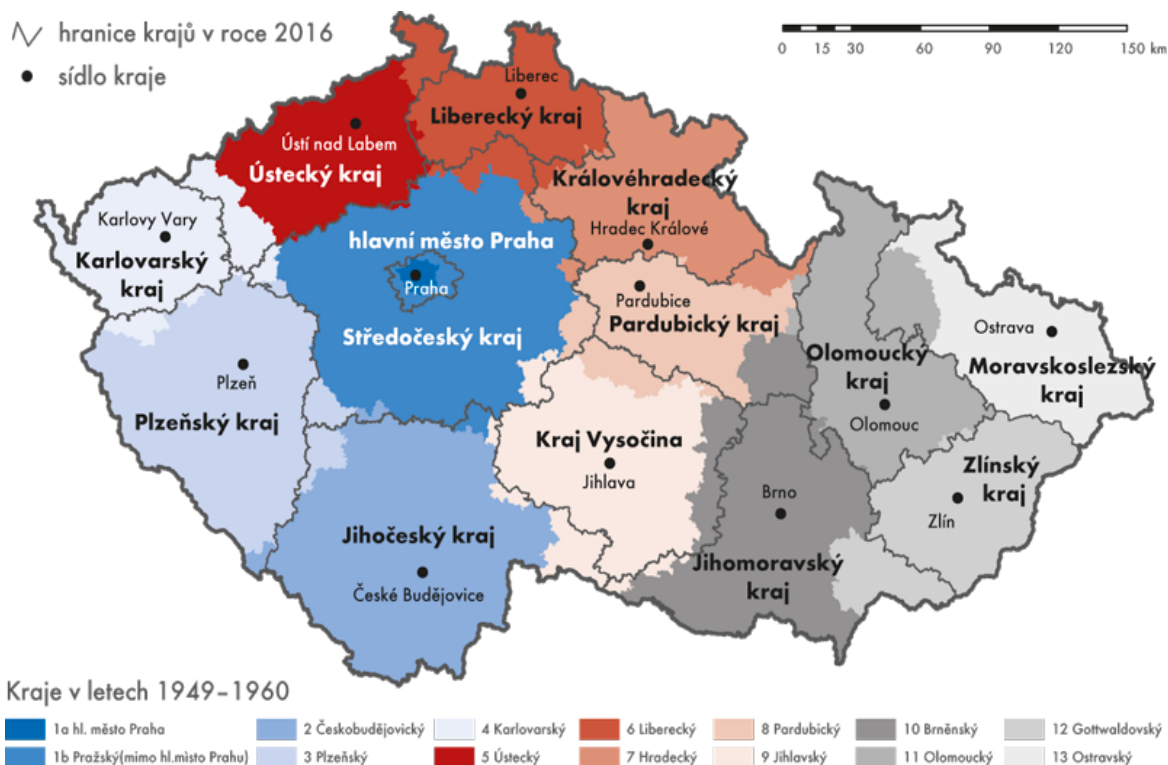 hranice krajů v roce 2016
sídlo kraje
0 15 30 60 90 120 150 km
Liberec
Liberecký kraj
Ústí nad Labem
Ústecký kraj
Královéhradecký
kraj
Hradec Králové
Karlovy Vary
Karlovarský
kraj
hlavní město Praha
Praha
Středočeský kraj
Pardubice
Pardubický kraj
Ostrava
Moravskoslezský
kraj
Olomoucký
kraj
Olomouc
Plzeň
Plzeňský kraj
Kraj Vysočina
Jihlava
Zlínský
kraj
Zlín
Brno
Jihomoravský
kraj
Jihočeský kraj
České Budějovice
Kraje v letech 1949–1960
1a hl. město Praha
1b Pražský(mimo hl.mìsto Prahu)
2 Českobudějovický
3 Plzeňský
4 Karlovarský
5 Ústecký
6 Liberecký
7 Hradecký
8 Pardubický
9 Jihlavský
10 Brněnský
11 Olomoucký
12 Gottwaldovský
13 Ostravský